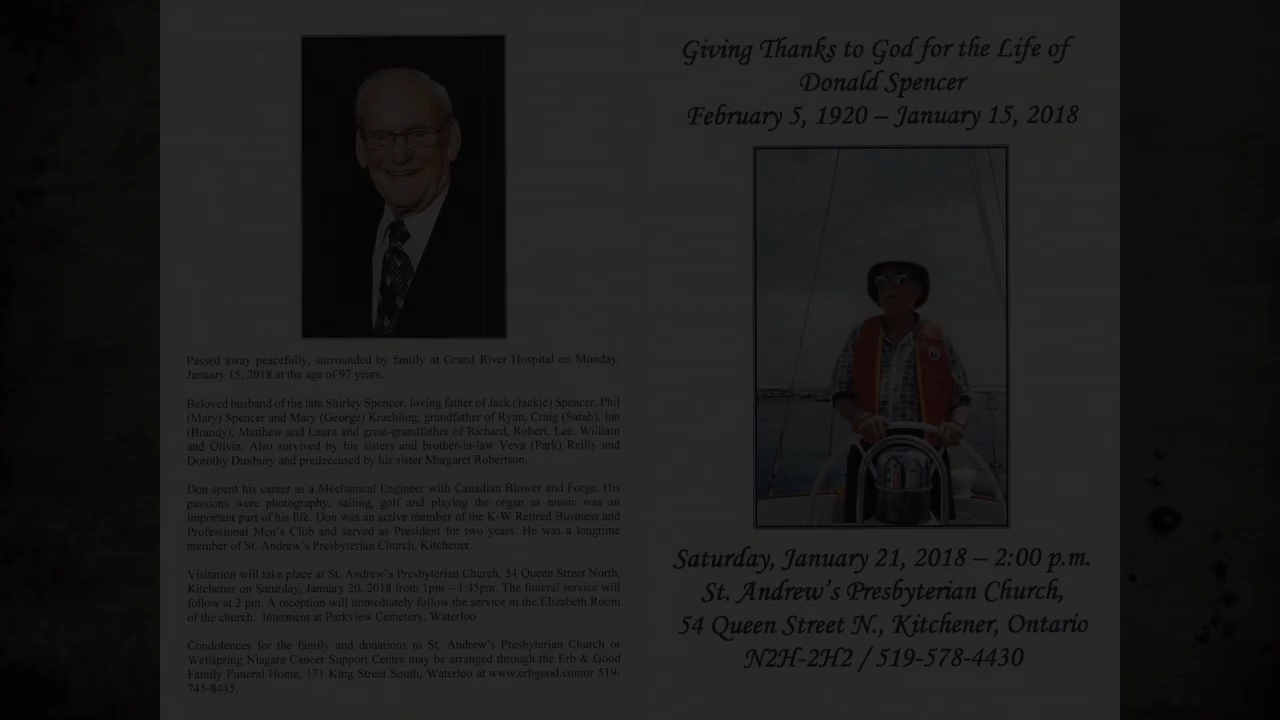 Passed away peacefully, surrounded by family at Grand River Hospital on Monday,
January 15, 2018 at the age of 97 years.
Beloved husband of the late Shirley Spencer, loving father of Jack (Jackie) Spencer, Phil
(Mary) Spencer and Mary (George) Kraehling, grandfather of Ryan, Craig (Sarah), Ian
(Brandy), Matthew and Laura and great-grandfather of Richard, Robert, Lee, William
and Olivia. Also survived by his sisters and brother-in-law Veva (Park) Reilly and
Dorothy Duxbury and predeceased by his sister Margaret Robertson.
Don spent his career as a Mechanical Engineer with Canadian Blower and Forge. His
passions were photography, sailing, golf and playing the organ as music was an
important part of his life. Don was an active member of the K-W Retired Business and
Professional Men's Club and served as President for two years. He was a longtime
member of St. Andrew's Presbyterian Church, Kitchener.
Visitation will take place at St. Andrew's Presbyterian Church, 54 Queen Street North,
Kitchener on Saturday, January 20, 2018 from 1pm – 1:45pm. The funeral service will
follow at 2 pm. A reception will immediately follow the service in the Elizabeth Room
of the church. Interment at Parkview Cemetery, Waterloo
Condolences for the family and donations to St. Andrew's Presbyterian Church or
Wellspring Niagara Cancer Support Centre may be arranged through the Erb & Good
Family Funeral Home, 171 King Street South, Waterloo at www.erbgood.comor 519-
745-8445.
Giving Thanks to God for the Life of
Donald Spencer
February 5, 1920 – January 15, 2018
Saturday, January 21, 2018 – 2:00 p.m.
St. Andrew's Presbyterian Church,
54 Queen Street N., Kitchener, Ontario
N2H-2H2 / 519-578-4430